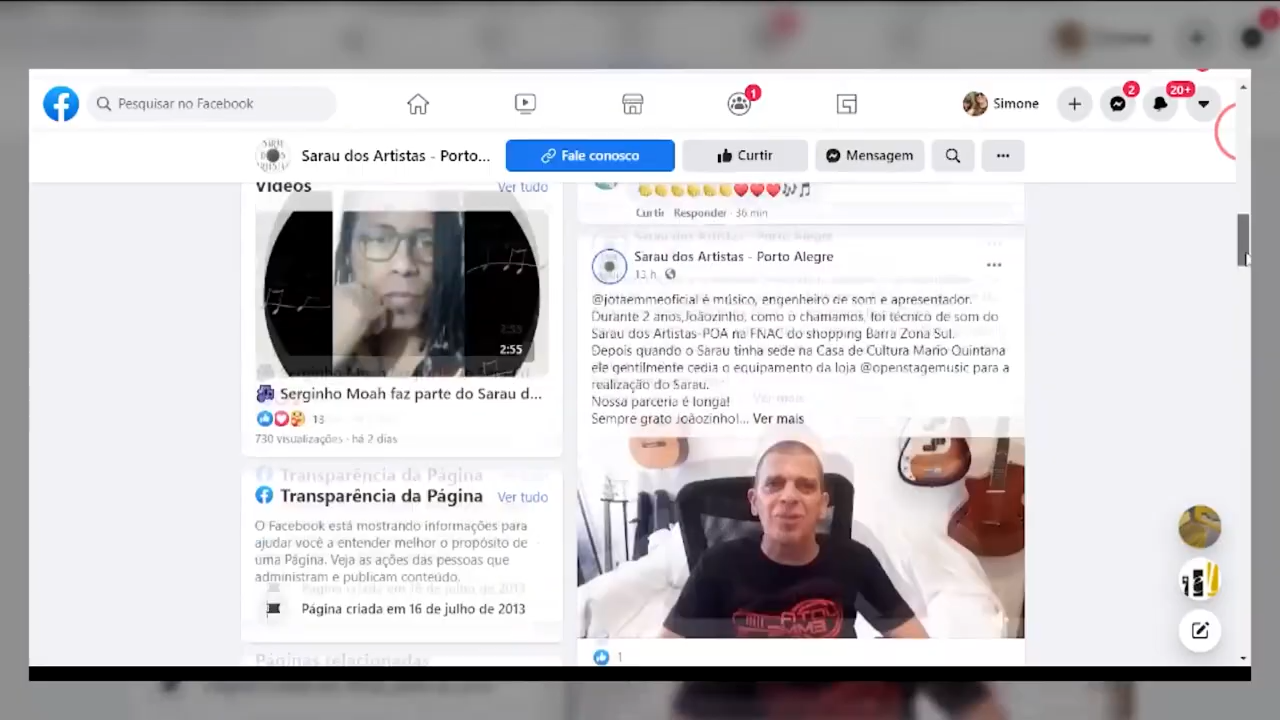 Pesquisar no Facebook
1
Simone
2
20+
Sarau dos Artistas - Porto...
Fale conosco
Curtir
Mensagem
Vídeos
Ver tudo
2:55
Serginho Moah faz parte do Sarau d...
13
730 visualizações · há 2 dias
Transparência da Página
Ver tudo
O Facebook está mostrando informações para
ajudar você a entender melhor o propósito de
uma Página. Veja as ações das pessoas que
administram e publicam conteúdo.
Página criada em 16 de julho de 2013
Páginas relacionadas
Curtir · Responder · 36 min
Sarau dos Artistas - Porto Alegre
13 h
@jotaemmeoficial é músico, engenheiro de som e apresentador.
Durante 2 anos,Joãozinho, como o chamamos, foi técnico de som do
Sarau dos Artistas-POA na FNAC do shopping Barra Zona Sul.
Depois quando o Sarau tinha sede na Casa de Cultura Mario Quintana
ele gentilmente cedia o equipamento da loja @openstagemusic para a
realização do Sarau.
Nossa parceria é longa!
Sempre grato Joãozinho!... Ver mais
1